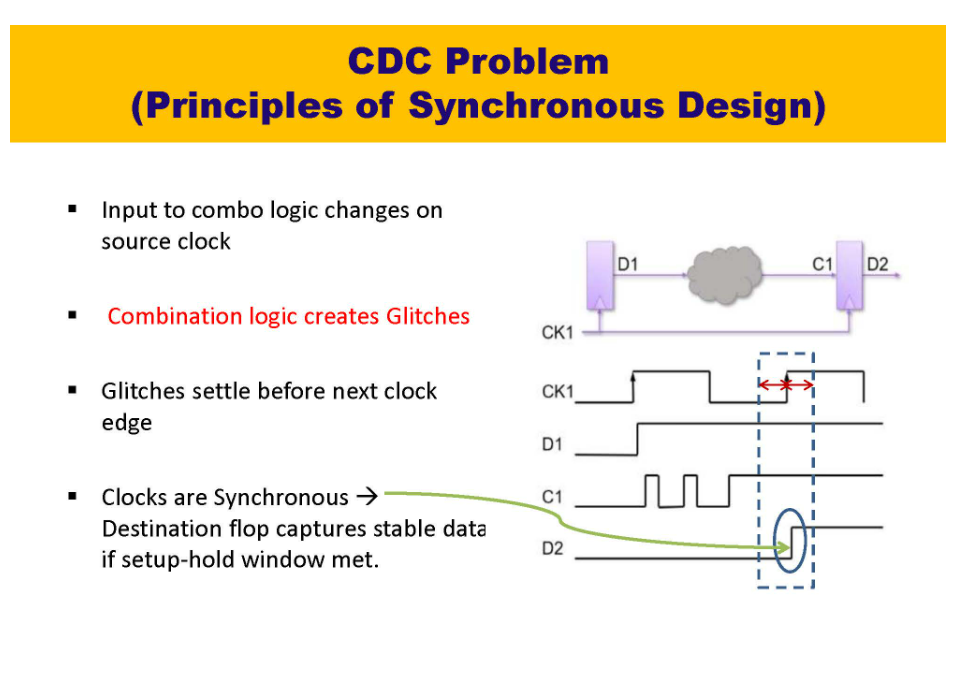 CDC Problem
(Principles of Synchronous Design)
▪ Input to combo logic changes on
source clock
▪ Combination logic creates Glitches
▪ Glitches settle before next clock
edge
▪ Clocks are Synchronous →
Destination flop captures stable data
if setup-hold window met.
D1
C1
D2
CK1
CK1
D1
C1
D2